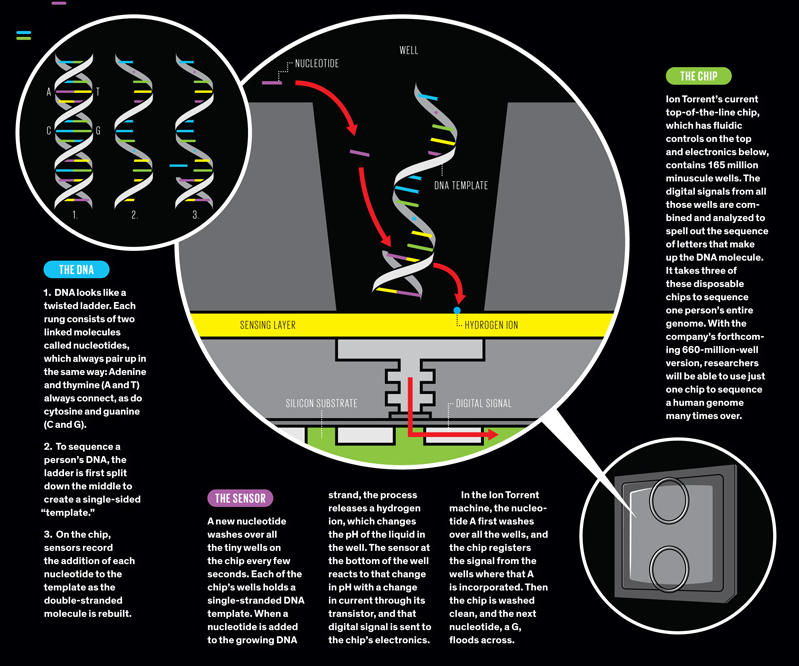 NUCLEOTIDE
WELL
A
T
C
G
DNA TEMPLATE
1.
2.
3.
SENSING LAYER
HYDROGEN ION
SILICON SUBSTRATE
DIGITAL SIGNAL
THE DNA
1. DNA looks like a
twisted ladder. Each
rung consists of two
linked molecules
called nucleotides,
which always pair up in
the same way: Adenine
and thymine (A and T)
always connect, as do
cytosine and guanine
(C and G).
2. To sequence a
person's DNA, the
ladder is first split
down the middle to
create a single-sided
“template.”
3. On the chip,
sensors record
the addition of each
nucleotide to the
template as the
double-stranded
molecule is rebuilt.
THE SENSOR
A new nucleotide
washes over all
the tiny wells on
the chip every few
seconds. Each of the
chip's wells holds a
single-stranded DNA
template. When a
nucleotide is added
to the growing DNA
strand, the process
releases a hydrogen
ion, which changes
the pH of the liquid in
the well. The sensor at
the bottom of the well
reacts to that change
in pH with a change
in current through its
transistor, and that
digital signal is sent to
the chip's electronics.
In the Ion Torrent
machine, the nucleo-
tide A first washes
over all the wells, and
the chip registers
the signal from the
wells where that A
is incorporated. Then
the chip is washed
clean, and the next
nucleotide, a G,
floods across.
THE CHIP
Ion Torrent's current
top-of-the-line chip,
which has fluidic
controls on the top
and electronics below,
contains 165 million
minuscule wells. The
digital signals from all
those wells are com-
bined and analyzed to
spell out the sequence
of letters that make
up the DNA molecule.
It takes three of
these disposable
chips to sequence
one person's entire
genome. With the
company's forthcom-
ing 660-million-well
version, researchers
will be able to use just
one chip to sequence
a human genome
many times over.